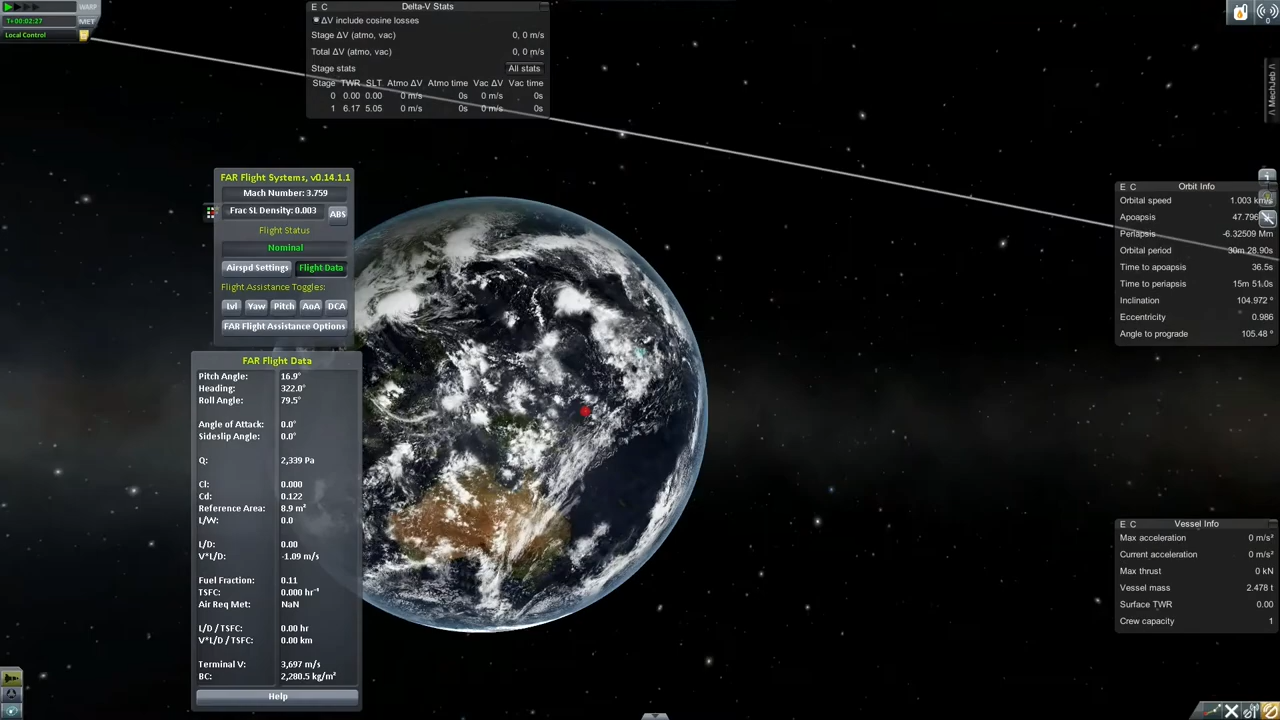 WARP
T+00:02:27 MET
Local Control
E C Delta-V Stats
ΔV include cosine losses
Stage ΔV (atmo, vac) 0, 0 m/s
Total ΔV (atmo, vac) 0, 0 m/s
Stage stats All stats
Stage TWR SLT Atmo ΔV Atmo time Vac ΔV Vac time
0 0.00 0.00 0 m/s 0s 0 m/s 0s
1 6.17 5.05 0 m/s 0s 0 m/s 0s
Λ MechJeb Λ
FAR Flight Systems, v0.14.1.1
Mach Number: 3.759
Frac SL Density: 0.003 ABS
Flight Status
Nominal
Airspd Settings Flight Data
Flight Assistance Toggles:
Lvl Yaw Pitch AoA DCA
FAR Flight Assistance Options
FAR Flight Data
Pitch Angle: 16.9°
Heading: 322.0°
Roll Angle: 79.5°
Angle of Attack: 0.0°
Sideslip Angle: 0.0°
Q: 2,339 Pa
Cl: 0.000
Cd: 0.122
Reference Area: 8.9 m²
L/W: 0.0
L/D: 0.00
V*L/D: -1.09 m/s
Fuel Fraction: 0.11
TSFC: 0.000 hr⁻¹
Air Req Met: NaN
L/D / TSFC: 0.00 hr
V*L/D / TSFC: 0.00 km
Terminal V: 3,697 m/s
BC: 2,280.5 kg/m²
Help
E C Orbit Info
Orbital speed 1.003 km/s
Apoapsis 47.796
Periapsis -6.32509 Mm
Orbital period 30m 28.90s
Time to apoapsis 36.5s
Time to periapsis 15m 51.0s
Inclination 104.972 º
Eccentricity 0.986
Angle to prograde 105.48 º
E C Vessel Info
Max acceleration 0 m/s²
Current acceleration 0 m/s²
Max thrust 0 kN
Vessel mass 2.478 t
Surface TWR 0.00
Crew capacity 1